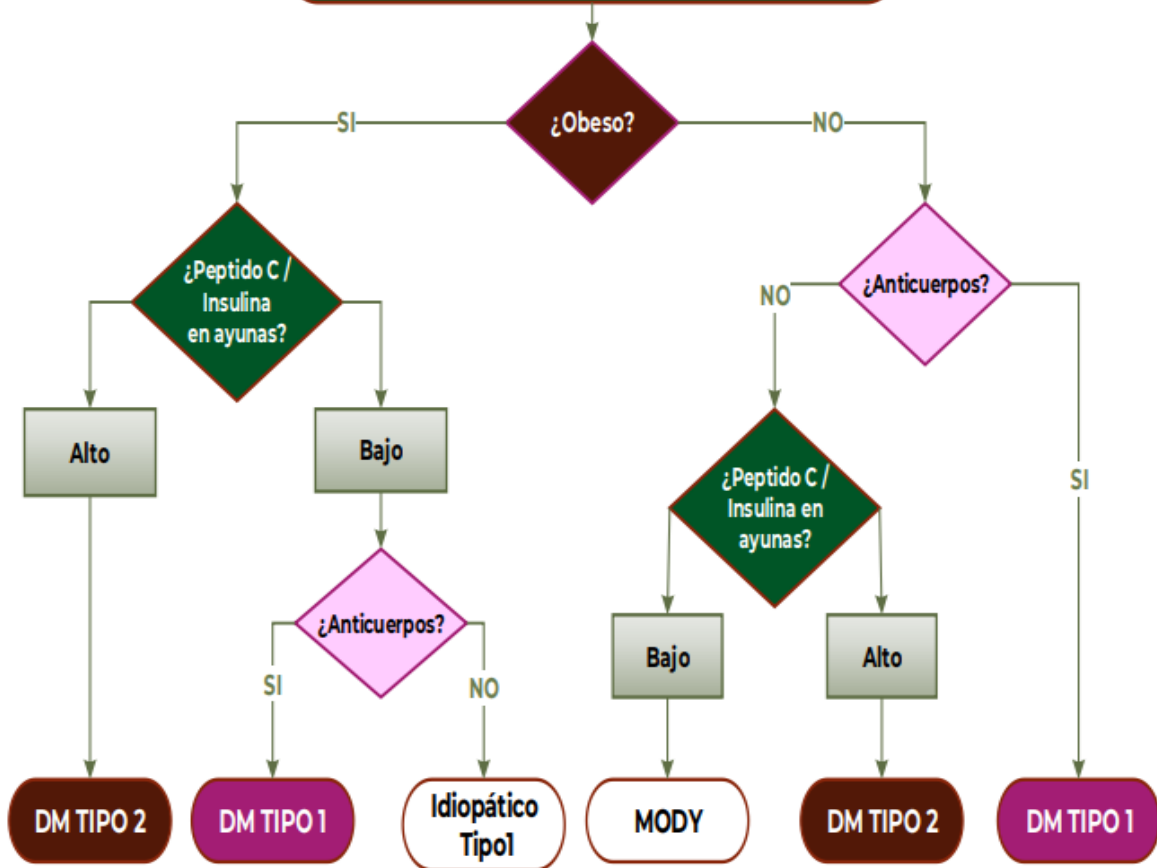 ¿Obeso?
SI
NO
¿Peptido C /
Insulina
en ayunas?
¿Anticuerpos?
NO
SI
Alto
Bajo
¿Peptido C /
Insulina en
ayunas?
¿Anticuerpos?
SI
NO
Bajo
Alto
DM TIPO 2
DM TIPO 1
Idiopático
Tipo1
MODY
DM TIPO 2
DM TIPO 1